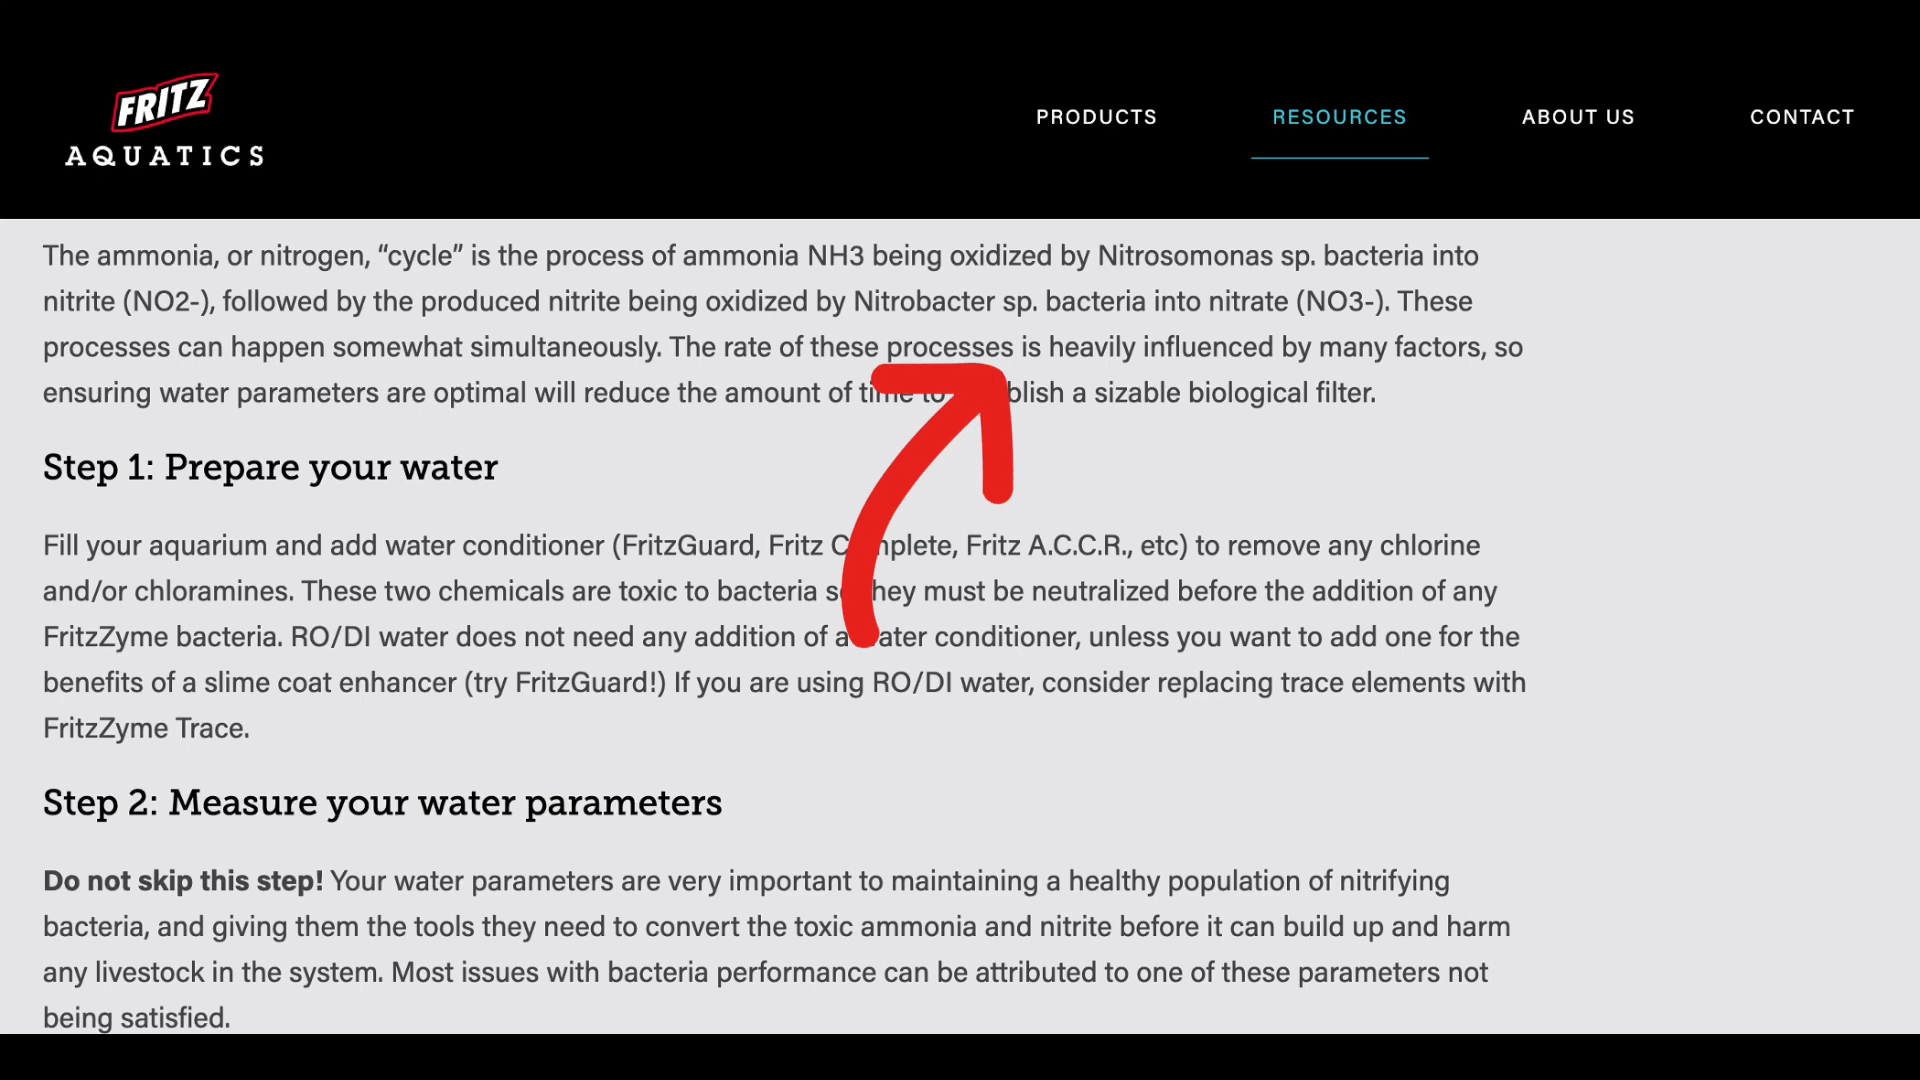 FRITZ
AQUATICS
PRODUCTS
RESOURCES
ABOUT US
CONTACT
The ammonia, or nitrogen, “cycle” is the process of ammonia NH3 being oxidized by Nitrosomonas sp. bacteria into
nitrite (NO2-), followed by the produced nitrite being oxidized by Nitrobacter sp. bacteria into nitrate (NO3-). These
processes can happen somewhat simultaneously. The rate of these processes is heavily influenced by many factors, so
ensuring water parameters are optimal will reduce the amount of time to a sizable biological filter.
Step 1: Prepare your water
Fill your aquarium and add water conditioner (FritzGuard, Fritz Complete, Fritz A.C.C.R., etc) to remove any chlorine
and/or chloramines. These two chemicals are toxic to bacteria so they must be neutralized before the addition of any
FritzZyme bacteria. RO/DI water does not need any addition of a water conditioner, unless you want to add one for the
benefits of a slime coat enhancer (try FritzGuard!) If you are using RO/DI water, consider replacing trace elements with
FritzZyme Trace.
Step 2: Measure your water parameters
Do not skip this step! Your water parameters are very important to maintaining a healthy population of nitrifying
bacteria, and giving them the tools they need to convert the toxic ammonia and nitrite before it can build up and harm
any livestock in the system. Most issues with bacteria performance can be attributed to one of these parameters not
being satisfied.